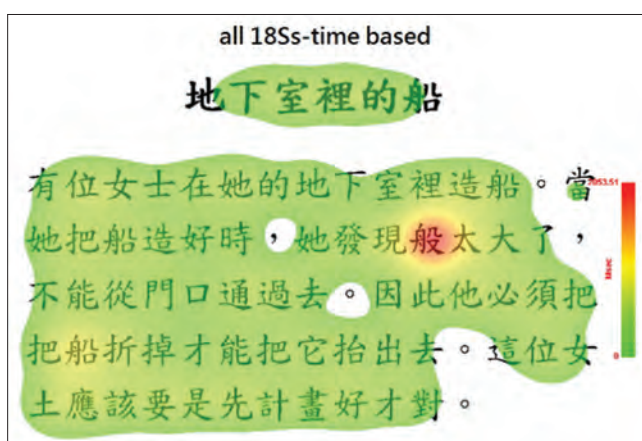 all 18Ss-time based
地下室裡的船
有位女士在她的地下室裡造船。當
她把船造好時，她發現般太大了，
不能從門口通過去。因此他必須把
把船折掉才能把它抬出去。這位女
土應該要是先計畫好才對。
Msec
0